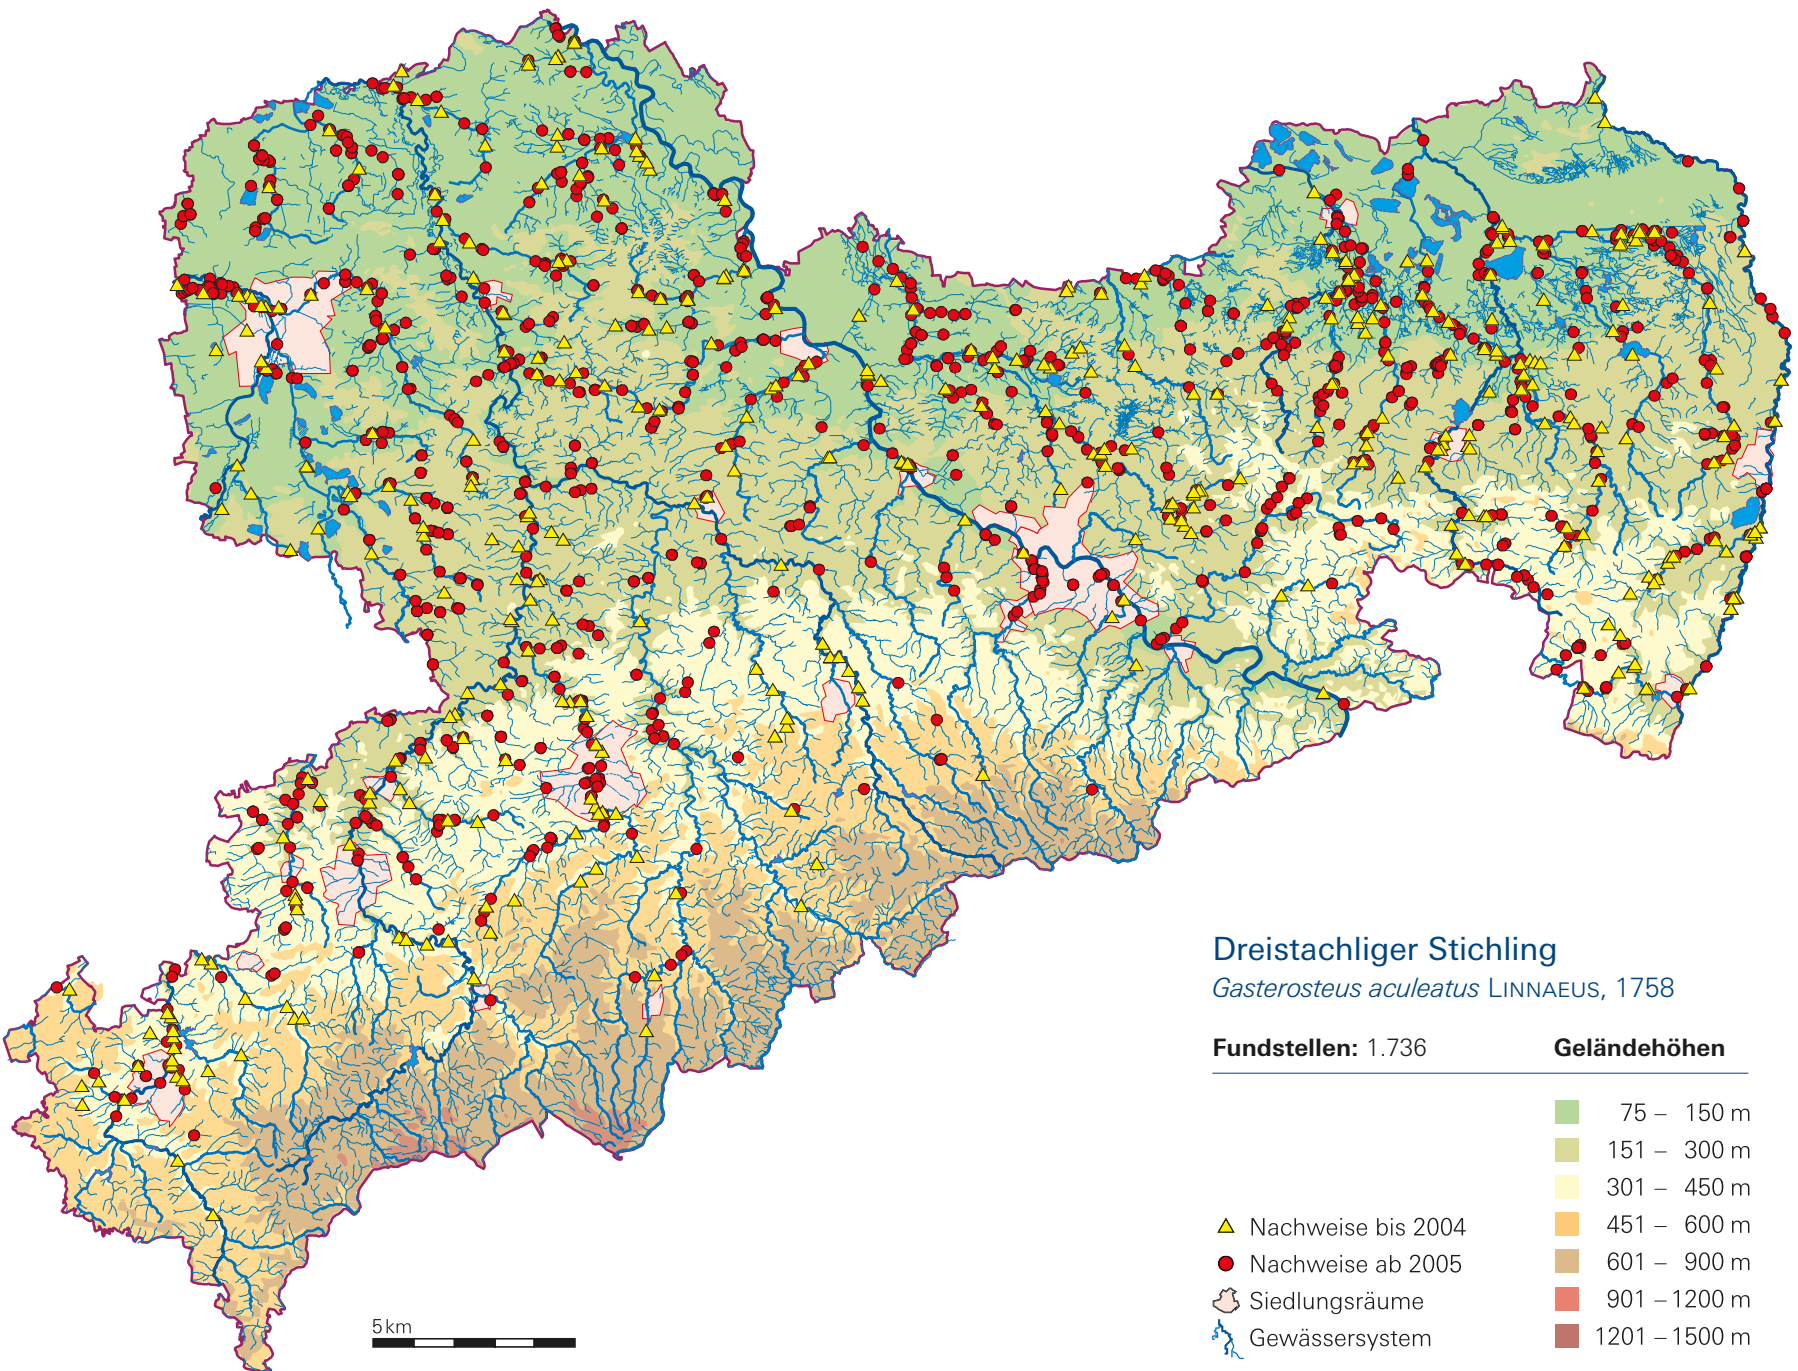 Dreistachliger Stichling
Gasterosteus aculeatus LINNAEUS, 1758
Fundstellen: 1.736
Geländehöhen
75 – 150 m
151 – 300 m
301 – 450 m
451 – 600 m
601 – 900 m
901 – 1200 m
1201 – 1500 m
Nachweise bis 2004
Nachweise ab 2005
Siedlungsräume
Gewässersystem
5 km